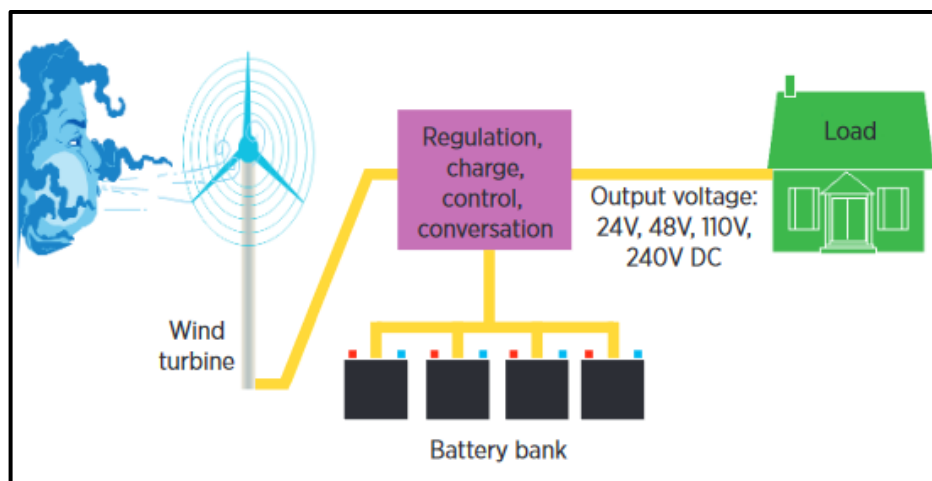 Regulation,
charge,
control,
conversation
Load
Output voltage:
24V, 48V, 110V,
240V DC
Wind
turbine
Battery bank